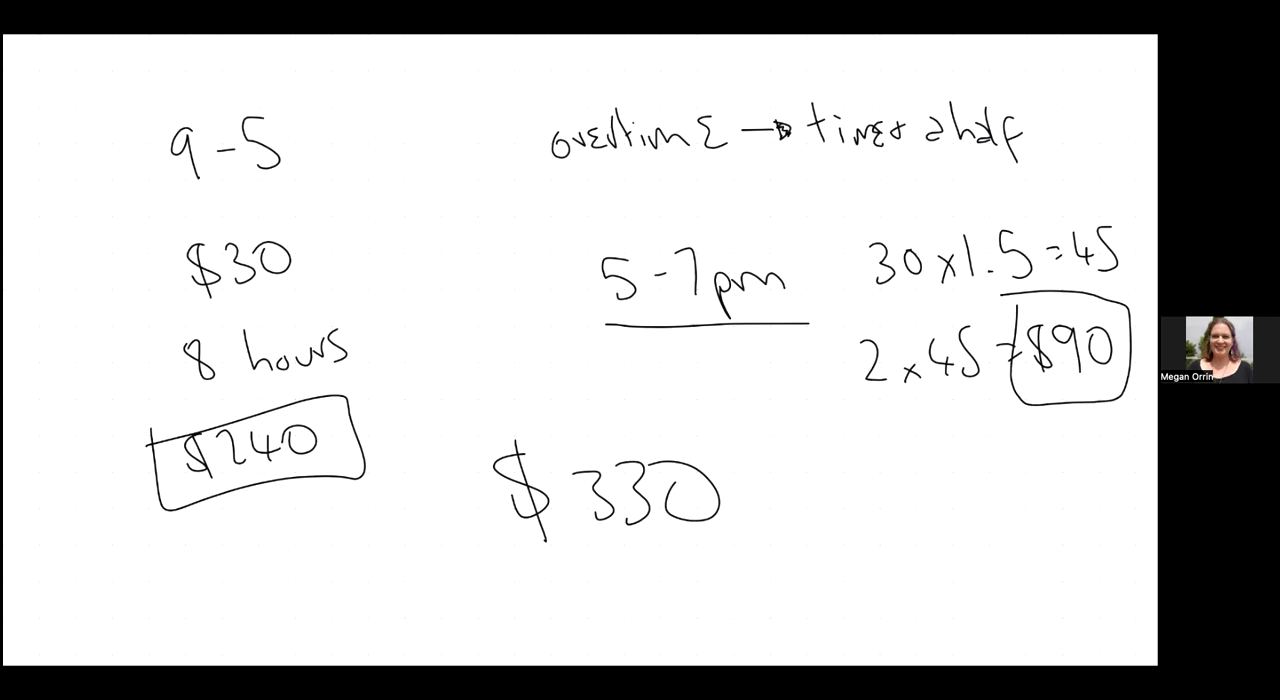 9-5
$30
8 hours
$240
overtime → time & a half
5-7pm
30 x 1.5 = 45
2 x 45 = $90
$330
Megan Orrin